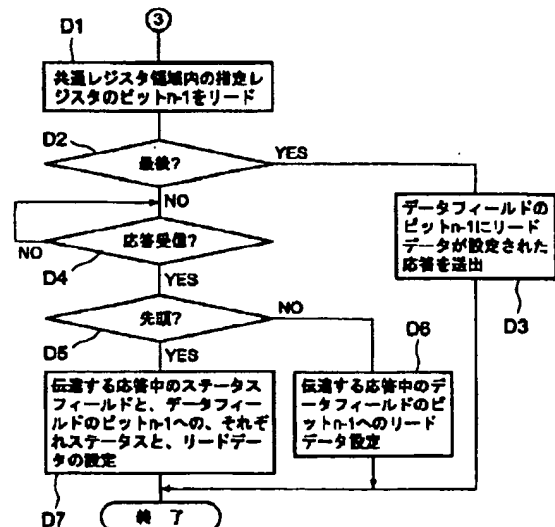 ③
D1
共通レジスタ領域内の指定レ
ジスタのビットn-1をリード
D2
最後?
YES
NO
データフィールドの
ビットn-1にリード
データが設定された
応答を送出
D3
応答受信?
NO
D4
YES
先頭?
NO
D5
YES
D6
伝達する応答中のステータス
フィールドと、データフィー
ルドのビットn-1への、それぞ
れステータスと、リードデー
タの設定
D7
伝達する応答中のデ
ータフィールドのビ
ットn-1へのリード
データ設定
終了